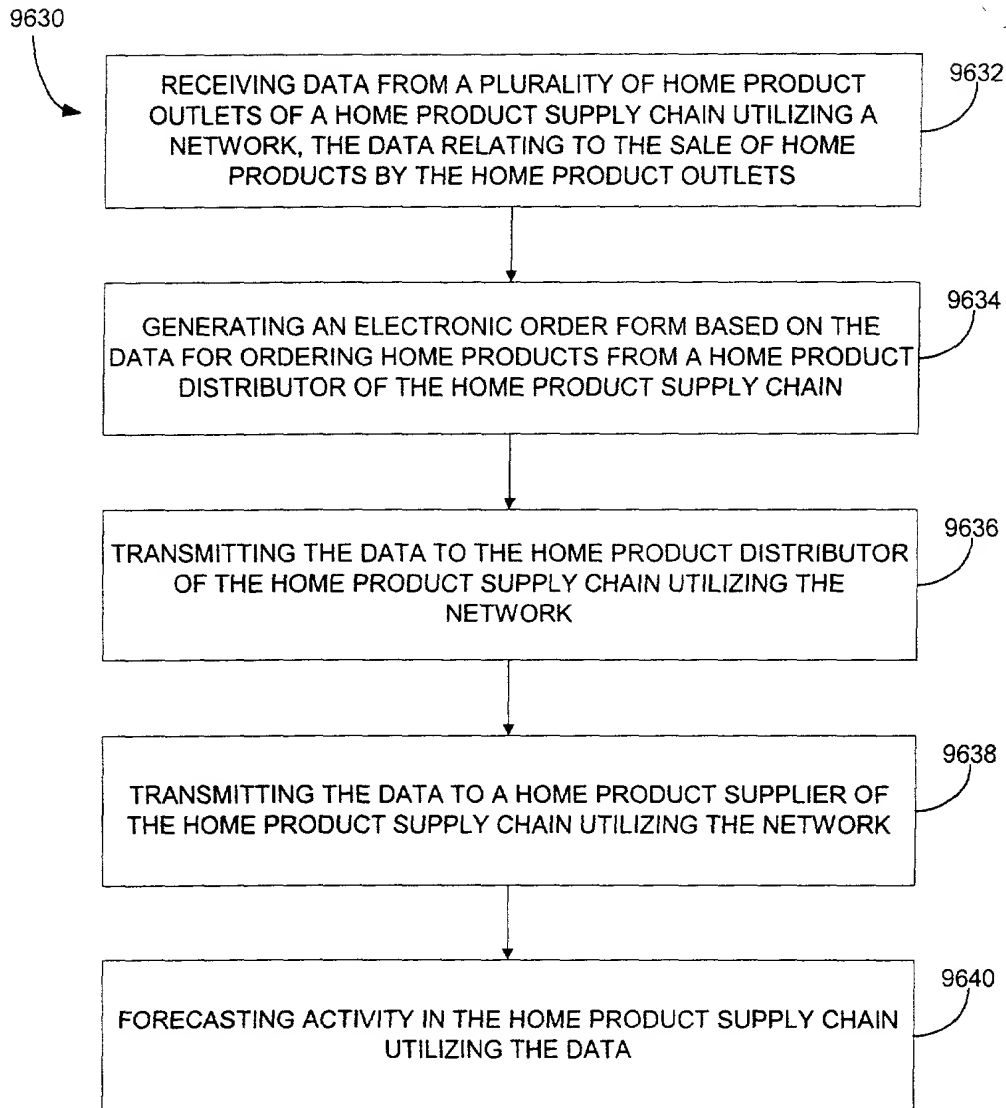 9630
RECEIVING DATA FROM A PLURALITY OF HOME PRODUCT
OUTLETS OF A HOME PRODUCT SUPPLY CHAIN UTILIZING A
NETWORK, THE DATA RELATING TO THE SALE OF HOME
PRODUCTS BY THE HOME PRODUCT OUTLETS
9632
GENERATING AN ELECTRONIC ORDER FORM BASED ON THE
DATA FOR ORDERING HOME PRODUCTS FROM A HOME PRODUCT
DISTRIBUTOR OF THE HOME PRODUCT SUPPLY CHAIN
9634
TRANSMITTING THE DATA TO THE HOME PRODUCT DISTRIBUTOR
OF THE HOME PRODUCT SUPPLY CHAIN UTILIZING THE
NETWORK
9636
TRANSMITTING THE DATA TO A HOME PRODUCT SUPPLIER OF
THE HOME PRODUCT SUPPLY CHAIN UTILIZING THE NETWORK
9638
FORECASTING ACTIVITY IN THE HOME PRODUCT SUPPLY CHAIN
UTILIZING THE DATA
9640